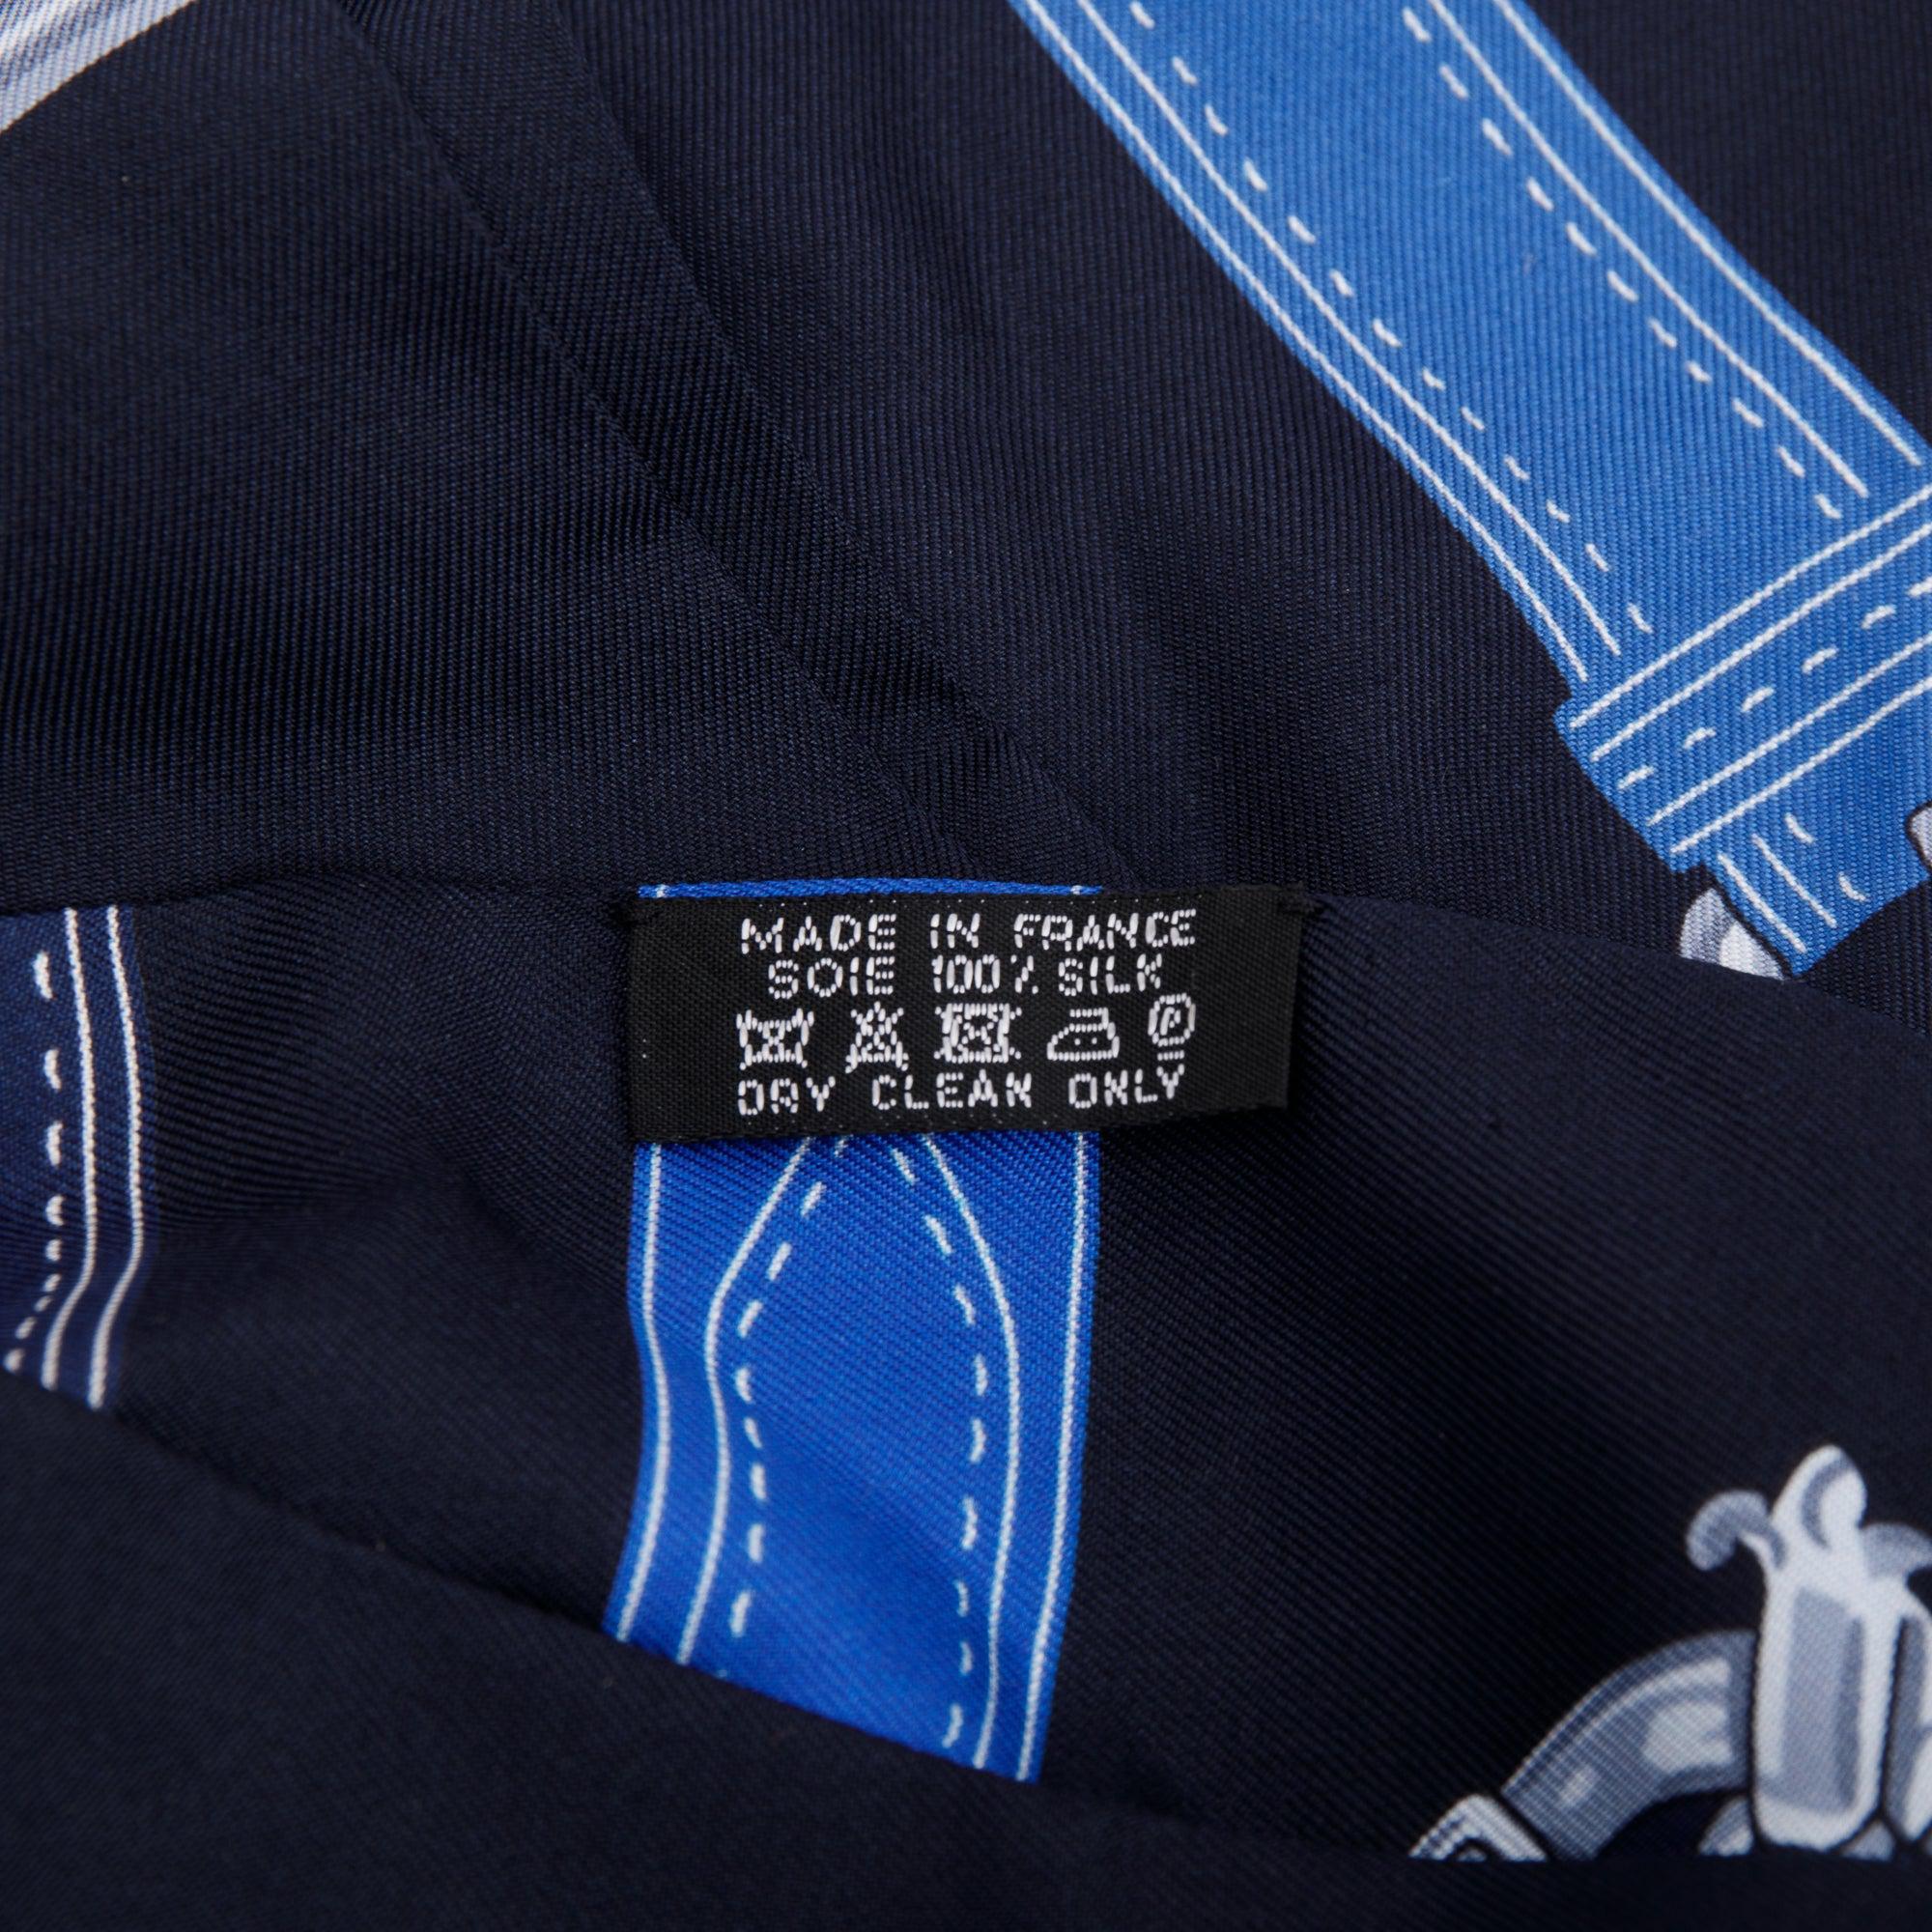 MADE IN FRANCE
SOIE 100% SILK
P
DRY CLEAN ONLY